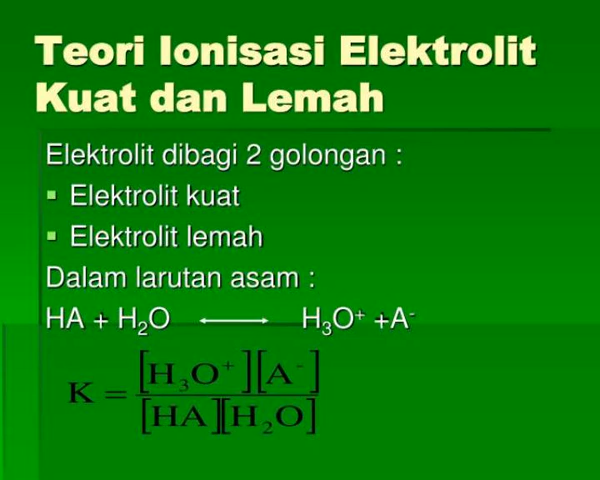 Teori Ionisasi Elektrolit
Kuat dan Lemah
Elektrolit dibagi 2 golongan :
▪ Elektrolit kuat
▪ Elektrolit lemah
Dalam larutan asam :
HA + H₂O ⟷ H₃O⁺ +A⁻
K = [H₃O⁺][A⁻] / [HA][H₂O]